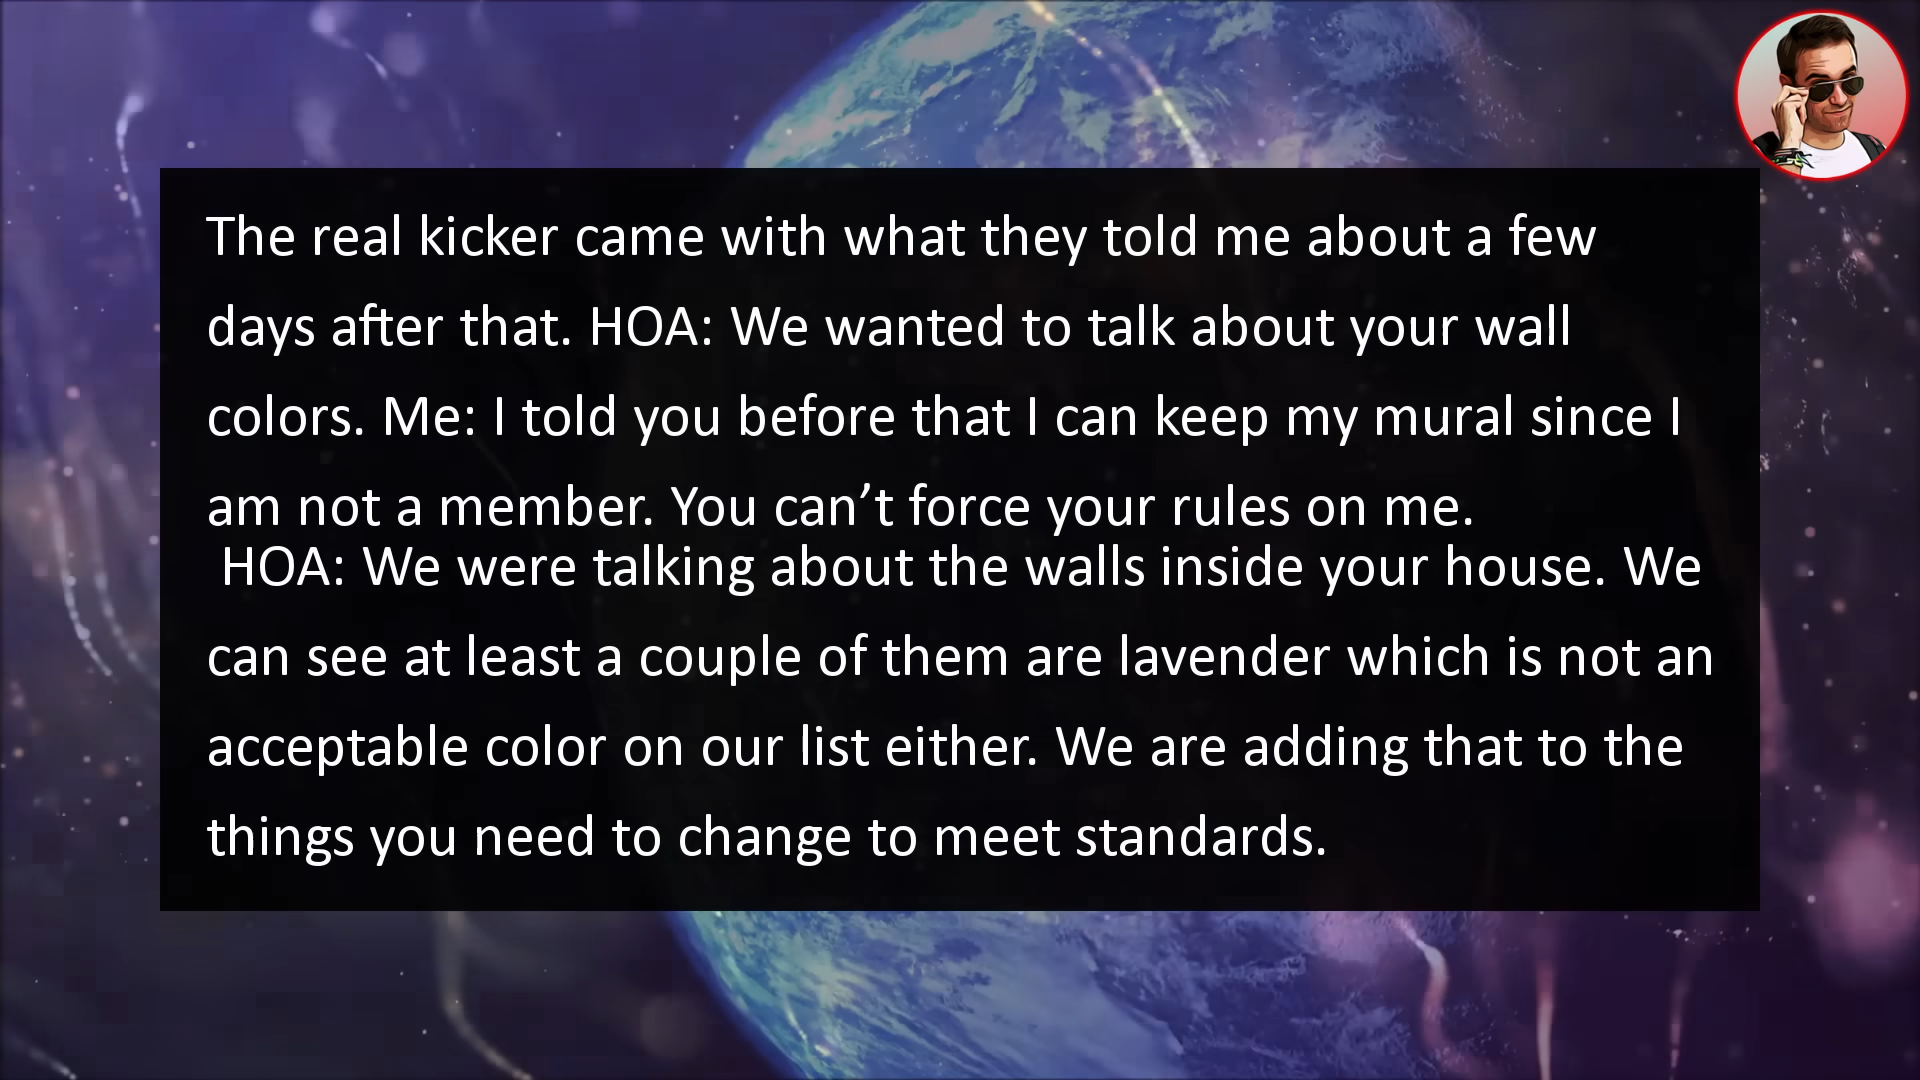 The real kicker came with what they told me about a few
days after that. HOA: We wanted to talk about your wall
colors. Me: I told you before that I can keep my mural since I
am not a member. You can’t force your rules on me.
HOA: We were talking about the walls inside your house. We
can see at least a couple of them are lavender which is not an
acceptable color on our list either. We are adding that to the
things you need to change to meet standards.